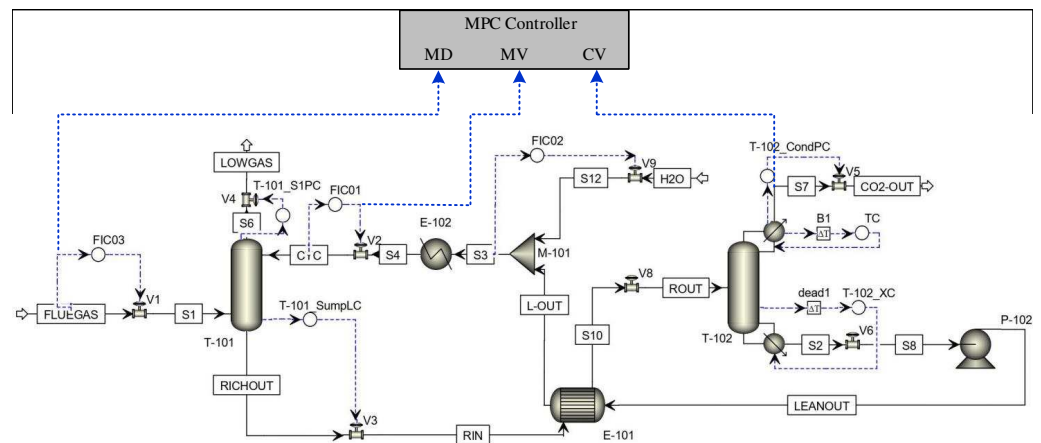 MPC Controller
MD MV CV
FIC02
T-102_CondPC
V9
V5
S12
H2O
S7
CO2-OUT
LOWGAS
T-101_S1PC
V4
FIC01
E-102
S6
B1
TC
ΔT
FIC03
V2
M-101
C C
S4
S3
V8
V1
T-101_SumpLC
L-OUT
ROUT
dead1
T-102_XC
ΔT
FLUEGAS
S1
S10
T-101
T-102
S2
V6
S8
P-102
RICHOUT
LEANOUT
V3
RIN
E-101